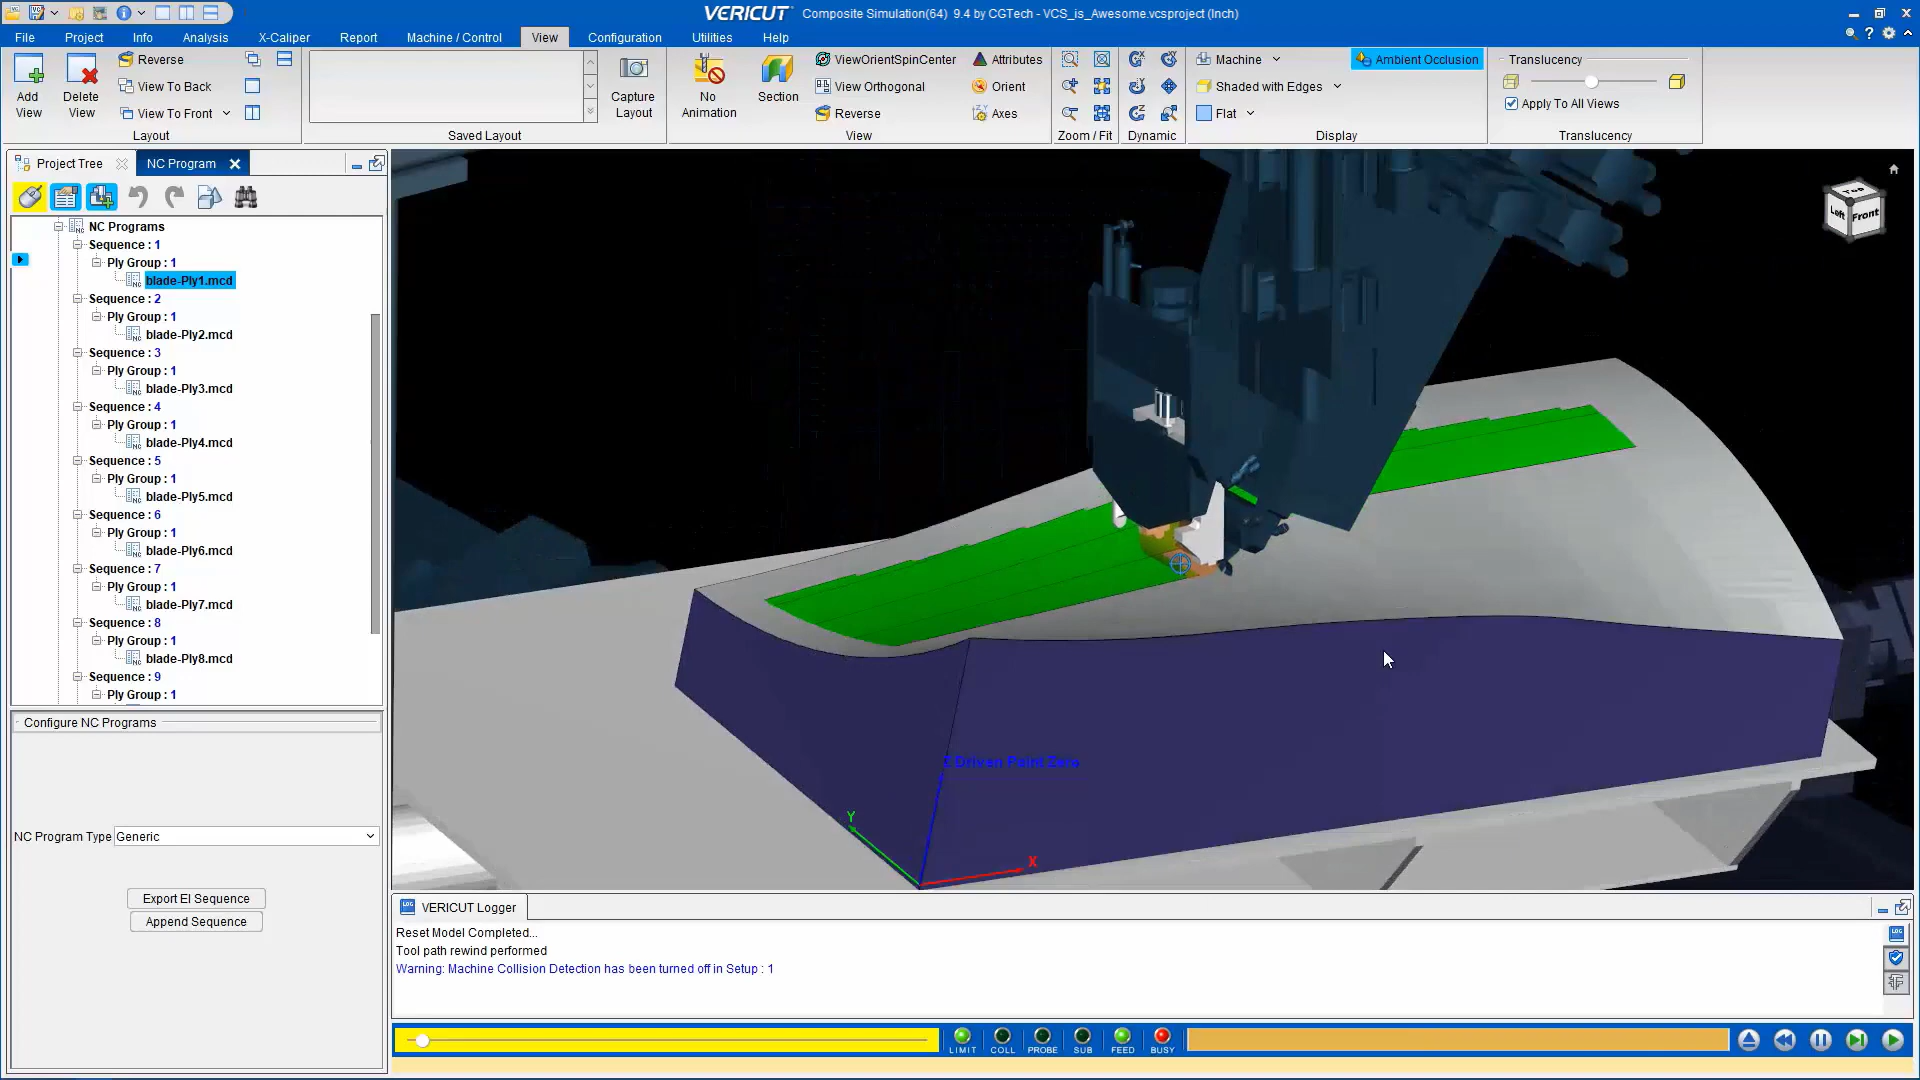 VERICUT Composite Simulation(64) 9.4 by CGTech - VCS_is_Awesome.vcsproject (Inch)
File Project Info Analysis X-Caliper Report Machine / Control View Configuration Utilities Help
Add View
Delete View
Reverse
View To Back
View To Front
Layout
Saved Layout
Capture Layout
No Animation
Section
ViewOrientSpinCenter
View Orthogonal
Reverse
Attributes
Orient
Axes
View
Zoom / Fit
Dynamic
Machine
Shaded with Edges
Flat
Ambient Occlusion
Display
Translucency
Apply To All Views
Translucency
Project Tree
NC Program
NC Programs
Sequence : 1
Ply Group : 1
blade-Ply1.mcd
Sequence : 2
Ply Group : 1
blade-Ply2.mcd
Sequence : 3
Ply Group : 1
blade-Ply3.mcd
Sequence : 4
Ply Group : 1
blade-Ply4.mcd
Sequence : 5
Ply Group : 1
blade-Ply5.mcd
Sequence : 6
Ply Group : 1
blade-Ply6.mcd
Sequence : 7
Ply Group : 1
blade-Ply7.mcd
Sequence : 8
Ply Group : 1
blade-Ply8.mcd
Sequence : 9
Ply Group : 1
Configure NC Programs
NC Program Type Generic
Export EI Sequence
Append Sequence
Top
Left Front
Z Driven Point Zero
Y
X
LOG VERICUT Logger
Reset Model Completed...
Tool path rewind performed
Warning: Machine Collision Detection has been turned off in Setup : 1
LOG
LIMIT COLL PROBE SUB FEED BUSY